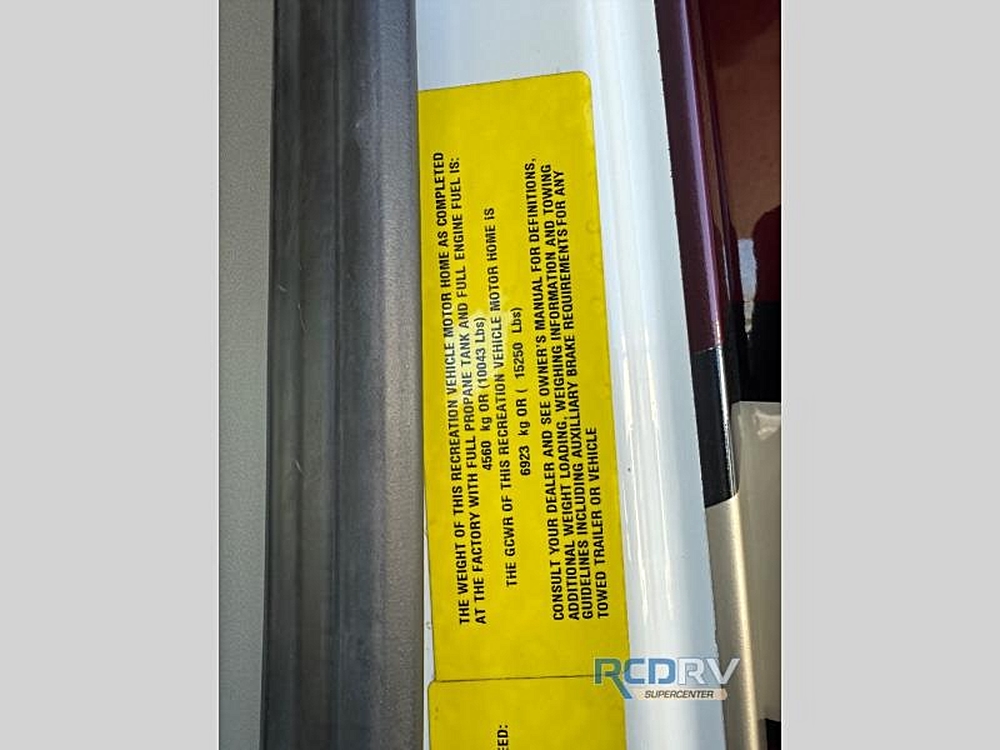 THE WEIGHT OF THIS RECREATION VEHICLE MOTOR HOME AS COMPLETED
AT THE FACTORY WITH FULL PROPANE TANK AND FULL ENGINE FUEL IS:
4560 kg OR (10043 Lbs)
THE GCWR OF THIS RECREATION VEHICLE MOTOR HOME IS
6923 kg OR ( 15250 Lbs)
CONSULT YOUR DEALER AND SEE OWNER'S MANUAL FOR DEFINITIONS,
ADDITIONAL WEIGHT LOADING, WEIGHING INFORMATION AND TOWING
GUIDELINES INCLUDING AUXILLIARY BRAKE REQUIREMENTS FOR ANY
TOWED TRAILER OR VEHICLE
RCDRV
SUPERCENTER